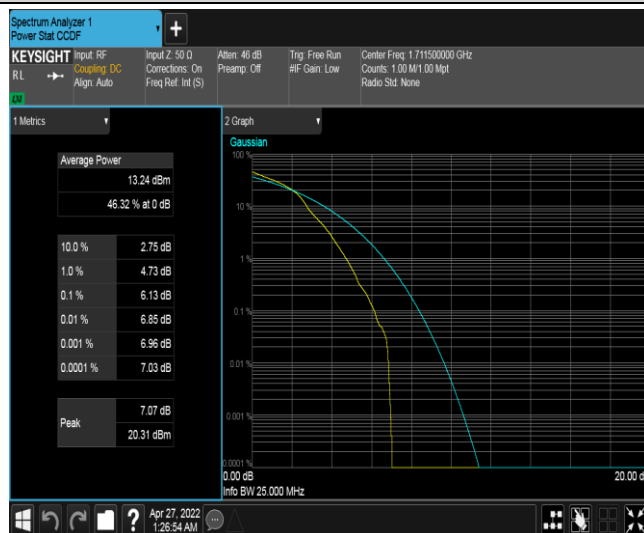 Spectrum Analyzer 1
Power Stat CCDF
KEYSIGHT
RL
Input: RF
Coupling: DC
Align: Auto
Input Z: 50 Ω
Corrections: On
Freq Ref: Int (S)
Atten: 46 dB
Preamp: Off
Trig: Free Run
#IF Gain: Low
Center Freq: 1.711500000 GHz
Counts: 1.00 M/1.00 Mpt
Radio Std: None
1 Metrics
Average Power
13.24 dBm
46.32 % at 0 dB
10.0 % 2.75 dB
1.0 % 4.73 dB
0.1 % 6.13 dB
0.01 % 6.85 dB
0.001 % 6.96 dB
0.0001 % 7.03 dB
Peak
7.07 dB
20.31 dBm
2 Graph
Gaussian
100 %
10 %
1 %
0.1 %
0.01 %
0.001 %
0.0001 %
0.00 dB
20.00 d
Info BW 25.000 MHz
?
Apr 27, 2022
1:26:54 AM